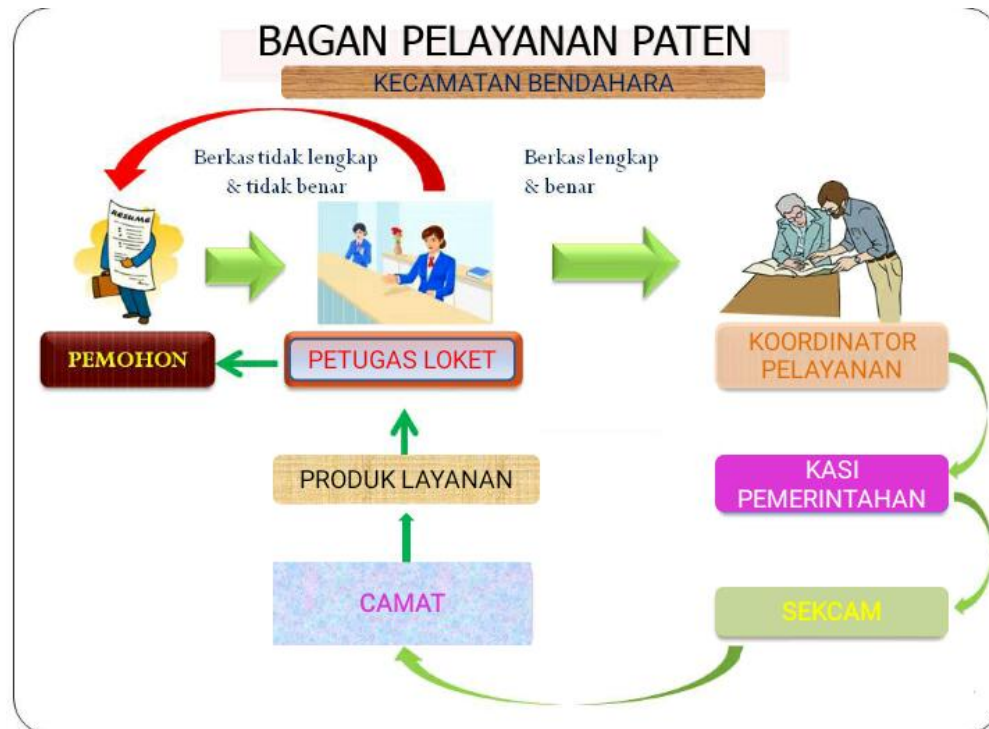 BAGAN PELAYANAN PATEN
KECAMATAN BENDAHARA
Berkas tidak lengkap
& tidak benar
Berkas lengkap
& benar
RESUME
PEMOHON
PETUGAS LOKET
KOORDINATOR
PELAYANAN
PRODUK LAYANAN
KASI
PEMERINTAHAN
CAMAT
SEKCAM